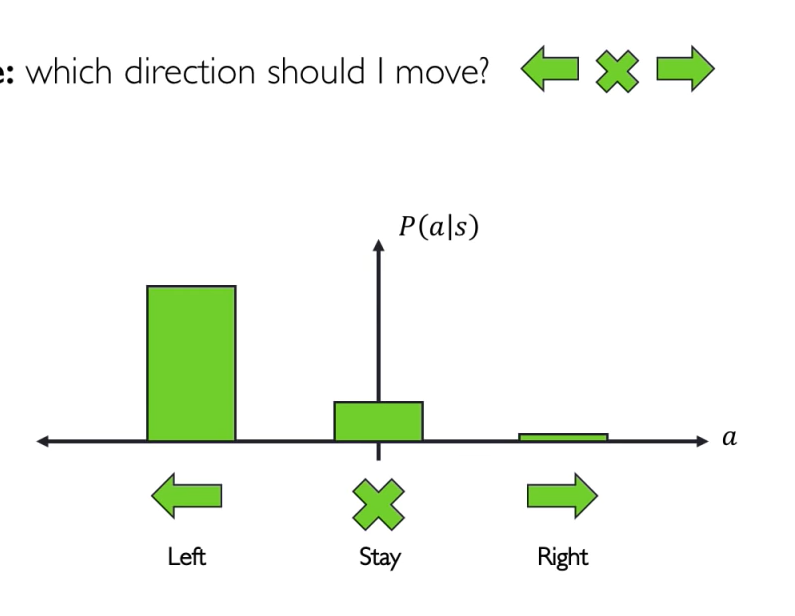 e: which direction should I move?
P(a|s)
a
Left Stay Right